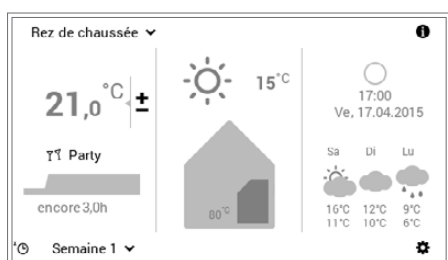 Rez de chaussée
21,0 °C ±
Party
encore 3,0h
Semaine 1
15°C
80°C
17:00
Ve, 17.04.2015
Sa Di Lu
16°C 12°C 9°C
11°C 10°C 6°C